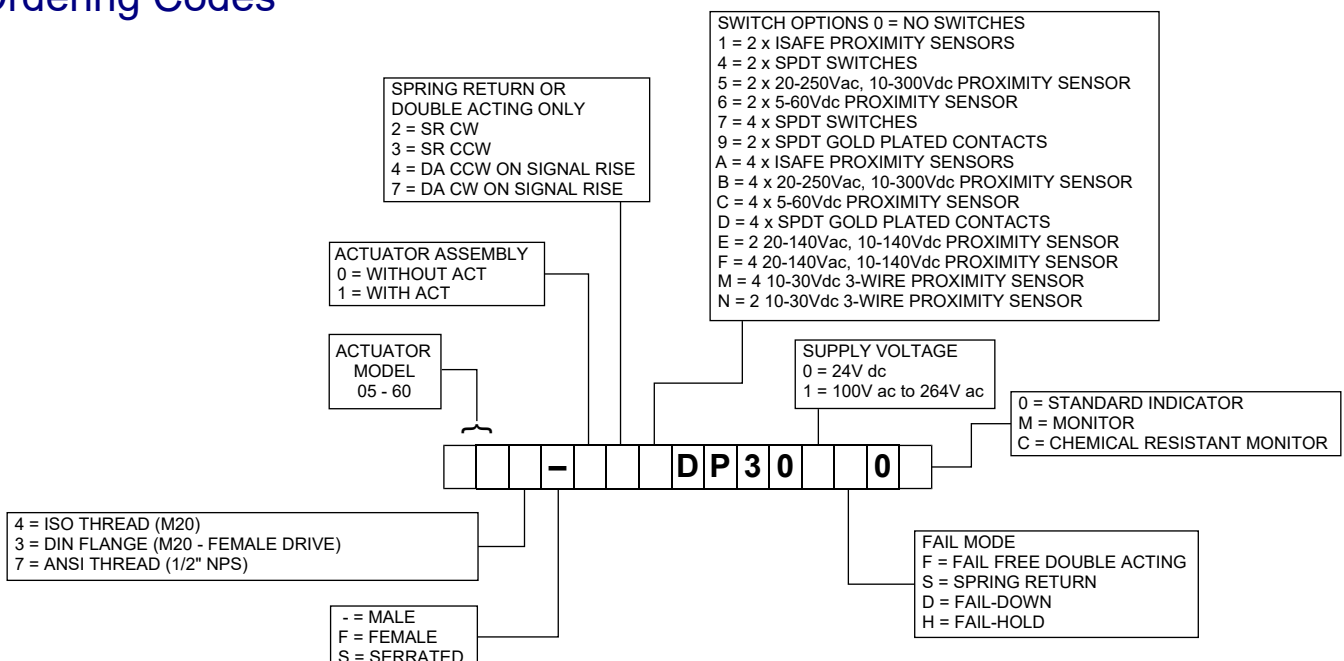 Ordering Codes
SWITCH OPTIONS 0 = NO SWITCHES
1 = 2 x ISAFE PROXIMITY SENSORS
4 = 2 x SPDT SWITCHES
5 = 2 x 20-250Vac, 10-300Vdc PROXIMITY SENSOR
6 = 2 x 5-60Vdc PROXIMITY SENSOR
7 = 4 x SPDT SWITCHES
9 = 2 x SPDT GOLD PLATED CONTACTS
A = 4 x ISAFE PROXIMITY SENSORS
B = 4 x 20-250Vac, 10-300Vdc PROXIMITY SENSOR
C = 4 x 5-60Vdc PROXIMITY SENSOR
D = 4 x SPDT GOLD PLATED CONTACTS
E = 2 20-140Vac, 10-140Vdc PROXIMITY SENSOR
F = 4 20-140Vac, 10-140Vdc PROXIMITY SENSOR
M = 4 10-30Vdc 3-WIRE PROXIMITY SENSOR
N = 2 10-30Vdc 3-WIRE PROXIMITY SENSOR
SPRING RETURN OR
DOUBLE ACTING ONLY
2 = SR CW
3 = SR CCW
4 = DA CCW ON SIGNAL RISE
7 = DA CW ON SIGNAL RISE
ACTUATOR ASSEMBLY
0 = WITHOUT ACT
1 = WITH ACT
ACTUATOR
MODEL
05 - 60
SUPPLY VOLTAGE
0 = 24V dc
1 = 100V ac to 264V ac
0 = STANDARD INDICATOR
M = MONITOR
C = CHEMICAL RESISTANT MONITOR
– D P 3 0 0
4 = ISO THREAD (M20)
3 = DIN FLANGE (M20 - FEMALE DRIVE)
7 = ANSI THREAD (1/2" NPS)
FAIL MODE
F = FAIL FREE DOUBLE ACTING
S = SPRING RETURN
D = FAIL-DOWN
H = FAIL-HOLD
- = MALE
F = FEMALE
S = SERRATED